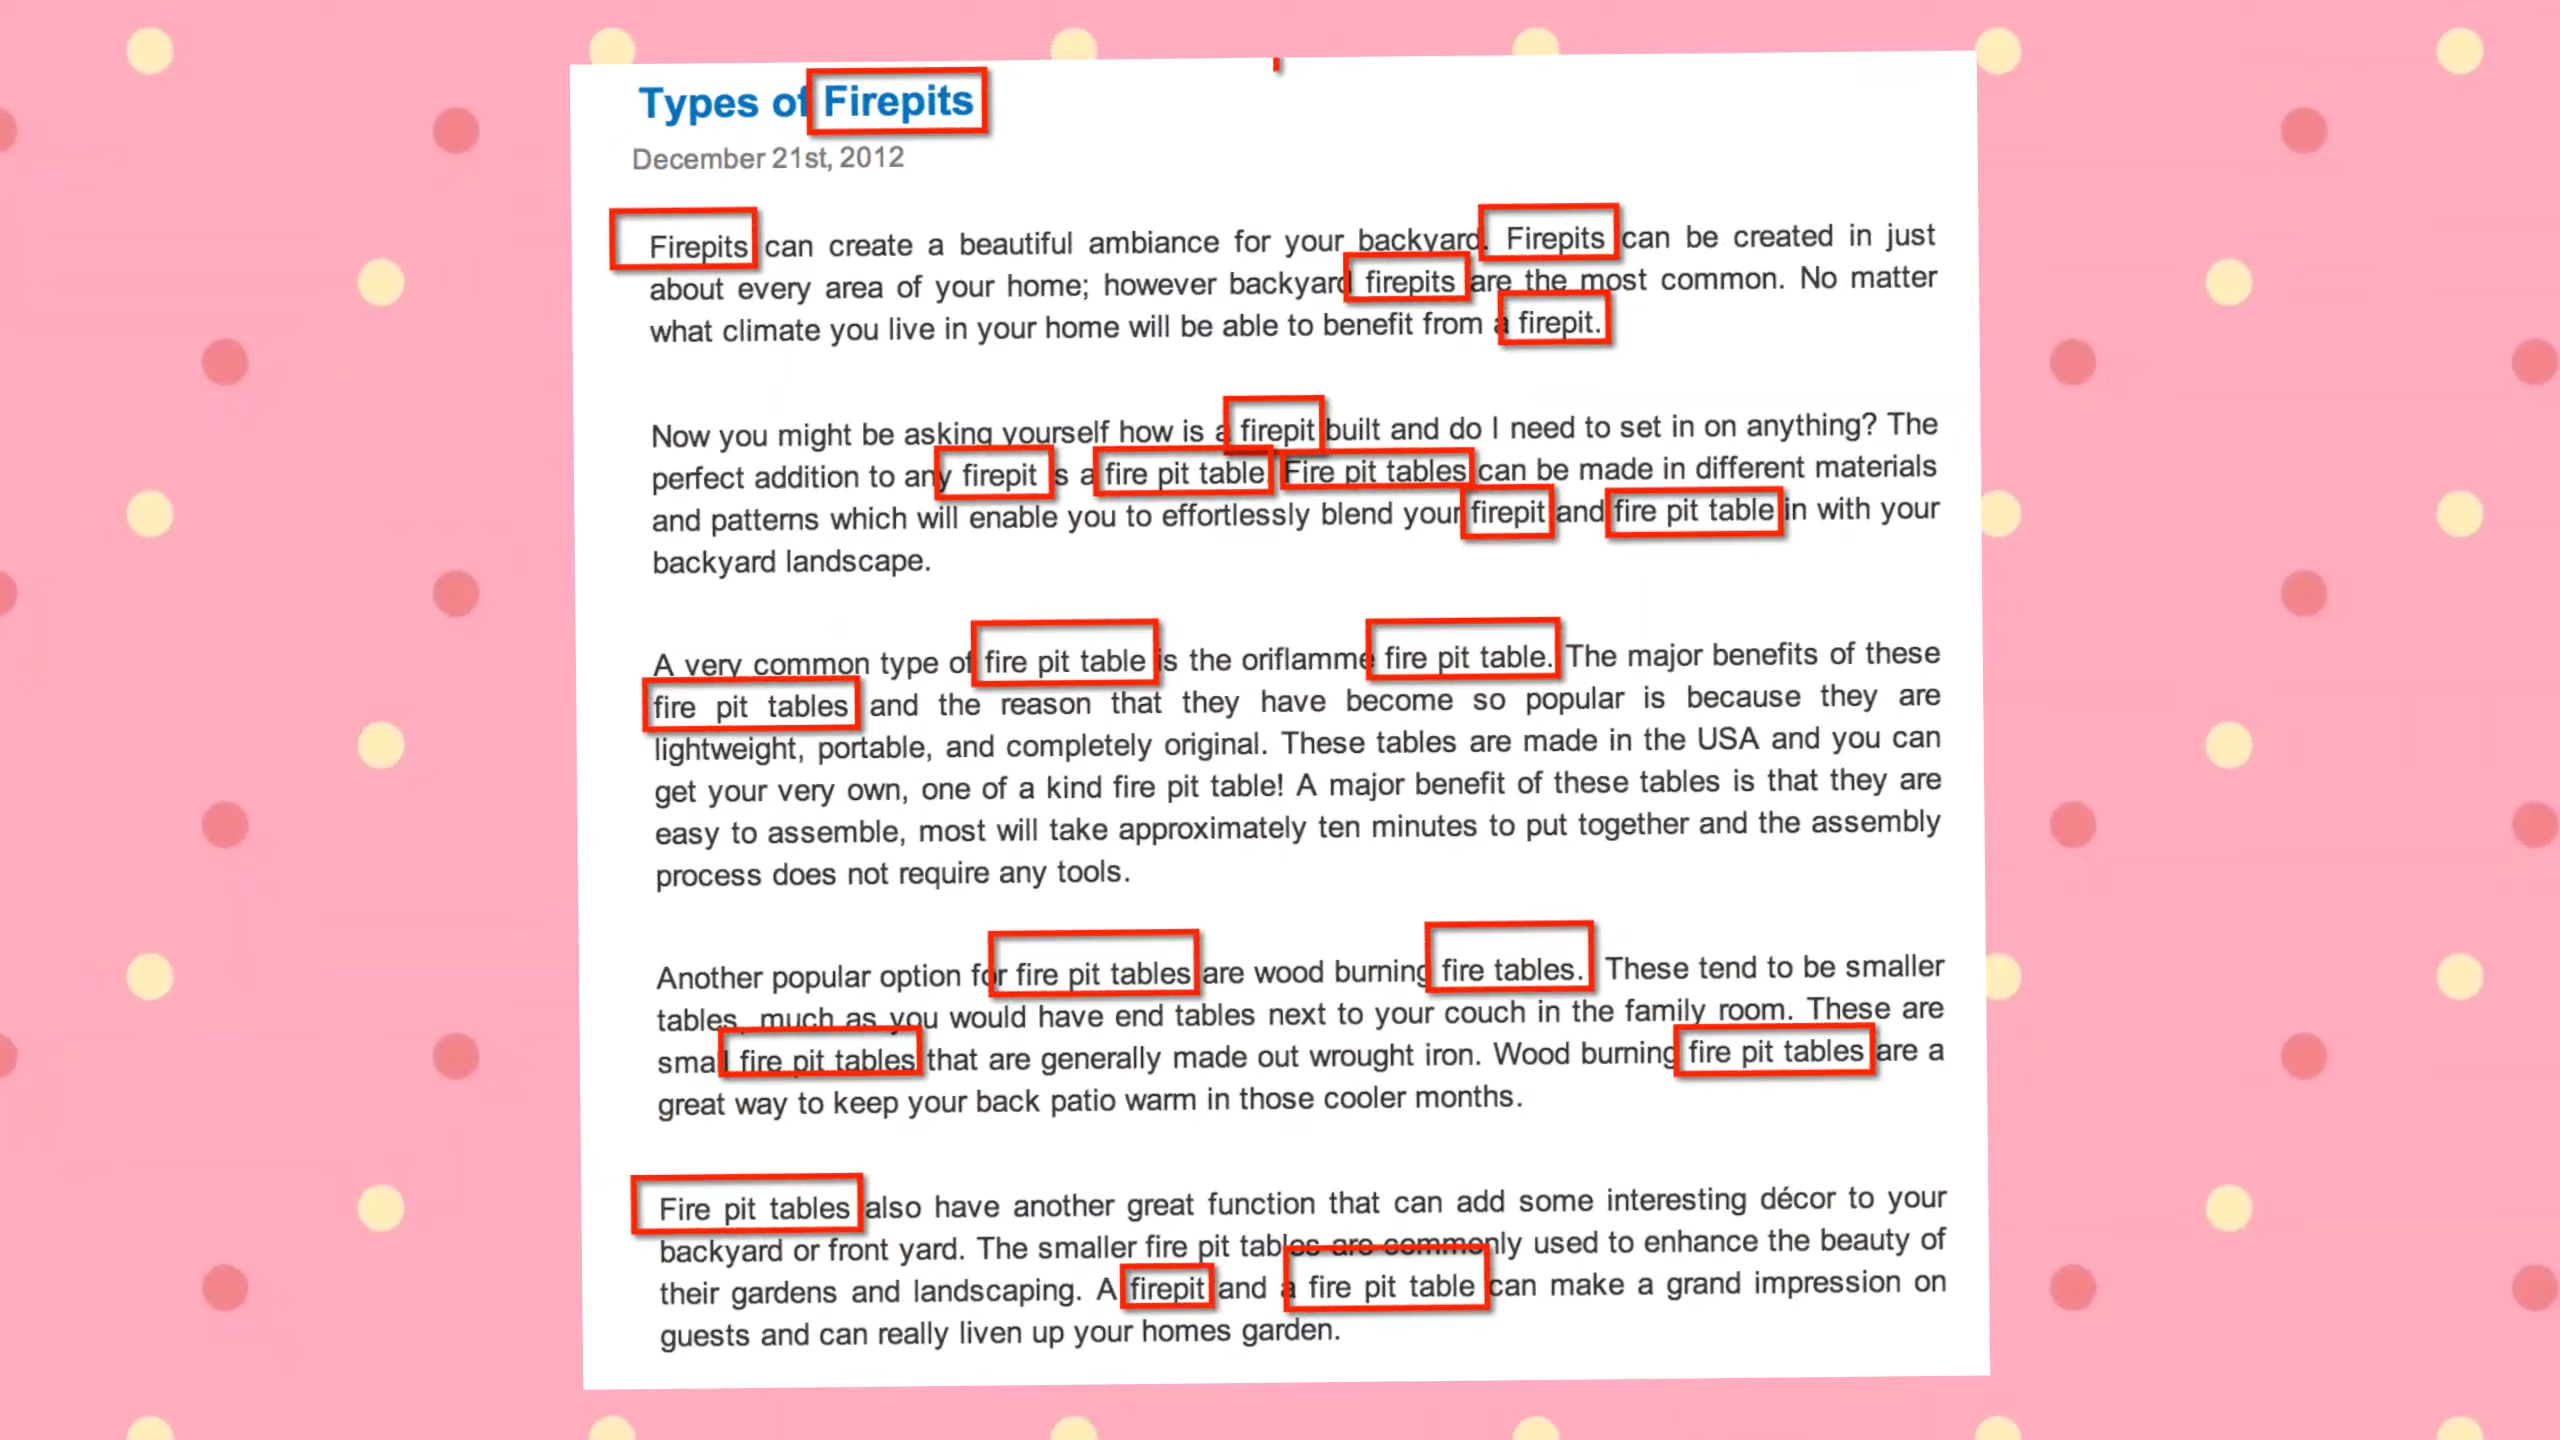 Types of Firepits
December 21st, 2012
Firepits can create a beautiful ambiance for your backyard. Firepits can be created in just
about every area of your home; however backyard firepits are the most common. No matter
what climate you live in your home will be able to benefit from a firepit.
Now you might be asking yourself how is a firepit built and do I need to set in on anything? The
perfect addition to any firepit is a fire pit table. Fire pit tables can be made in different materials
and patterns which will enable you to effortlessly blend your firepit and fire pit table in with your
backyard landscape.
A very common type of fire pit table is the oriflamme fire pit table. The major benefits of these
fire pit tables and the reason that they have become so popular is because they are
lightweight, portable, and completely original. These tables are made in the USA and you can
get your very own, one of a kind fire pit table! A major benefit of these tables is that they are
easy to assemble, most will take approximately ten minutes to put together and the assembly
process does not require any tools.
Another popular option for fire pit tables are wood burning fire tables. These tend to be smaller
tables, much as you would have end tables next to your couch in the family room. These are
small fire pit tables that are generally made out wrought iron. Wood burning fire pit tables are a
great way to keep your back patio warm in those cooler months.
Fire pit tables also have another great function that can add some interesting décor to your
backyard or front yard. The smaller fire pit tables are commonly used to enhance the beauty of
their gardens and landscaping. A firepit and a fire pit table can make a grand impression on
guests and can really liven up your homes garden.